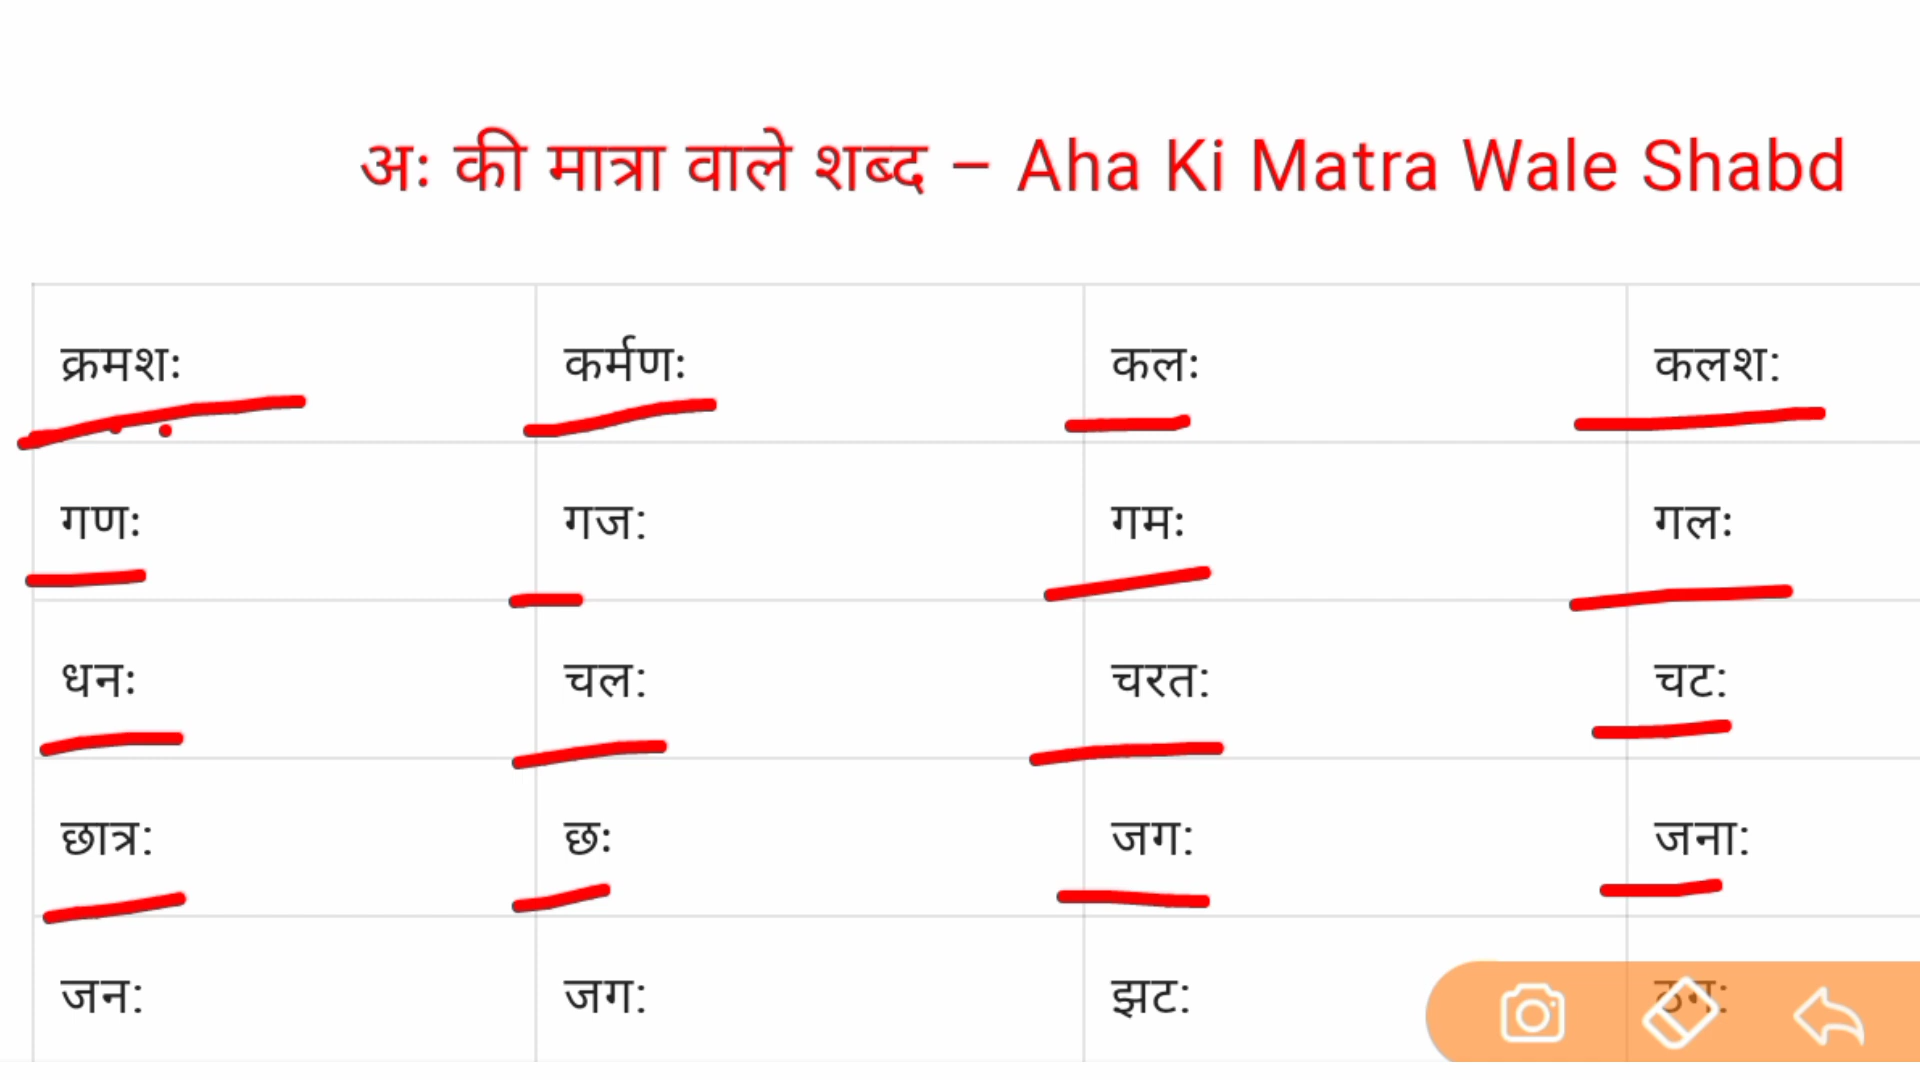 अः की मात्रा वाले शब्द – Aha Ki Matra Wale Shabd
क्रमशः कर्मणः कलः कलश:
गणः गज: गमः गलः
धनः चल: चरत: चट:
छात्र: छः जग: जना:
जन: जग: झट: